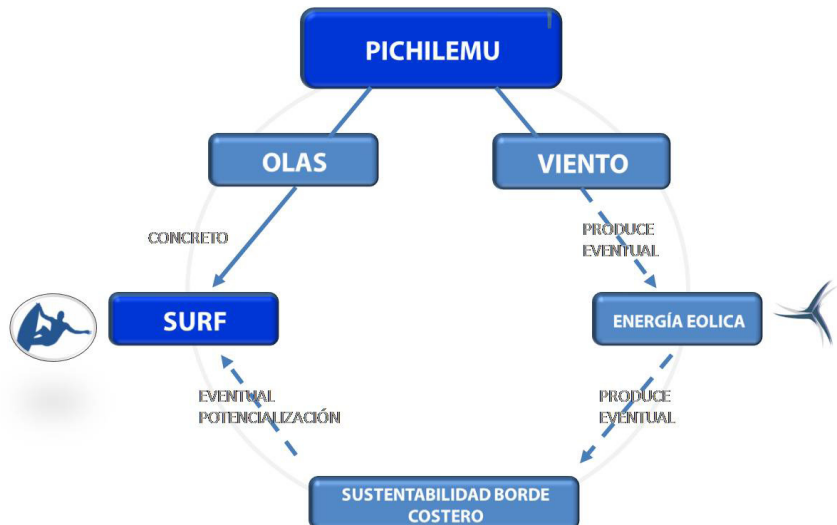 PICHILEMU
OLAS
VIENTO
CONCRETO
PRODUCE
EVENTUAL
SURF
ENERGÍA EOLICA
EVENTUAL
POTENCIALIZACIÓN
PRODUCE
EVENTUAL
SUSTENTABILIDAD BORDE
COSTERO